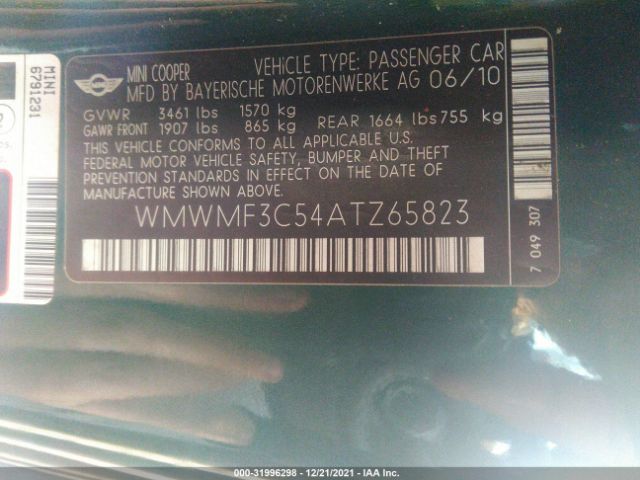 MINI
6791231
MINI COOPER VEHICLE TYPE: PASSENGER CAR
MFD BY BAYERISCHE MOTORENWERKE AG 06/10
GVWR 3461 lbs 1570 kg
GAWR FRONT 1907 lbs 865 kg REAR 1664 lbs 755 kg
THIS VEHICLE CONFORMS TO ALL APPLICABLE U.S.
FEDERAL MOTOR VEHICLE SAFETY, BUMPER AND THEFT
PREVENTION STANDARDS IN EFFECT ON THE DATE OF
MANUFACTURE SHOWN ABOVE.
WMWMF3C54ATZ65823
7 049 307
000-31996298 - 12/21/2021 - IAA Inc.